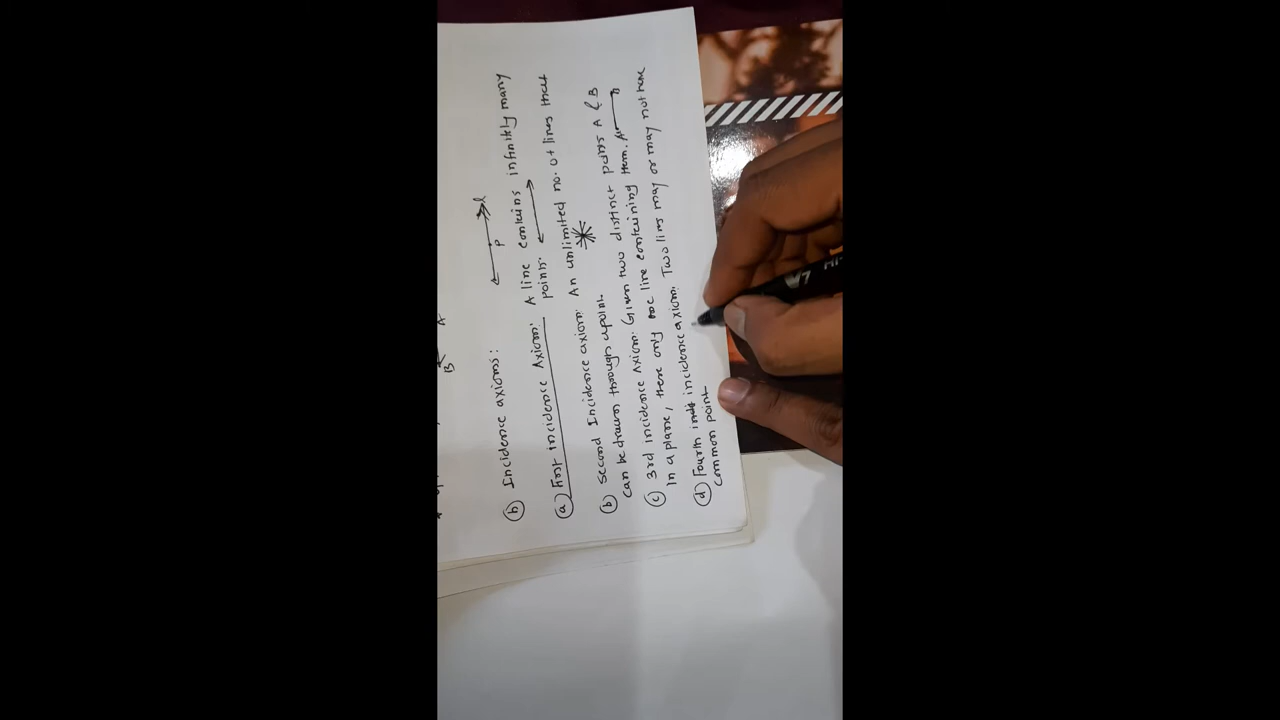 B A
P l
(b) Incidence axioms:
(a) First incidence Axiom: A line contains infinitely many
points.
(b) Second Incidence axiom: An unlimited no. of lines that
can be drawn through a point.
(c) 3rd incidence Axiom: Given two distinct points A & B
in a plane, there only one line containing them. A B
(d) Fourth incidence axiom: Two lines may or may not have
common point.
V7 Hi-